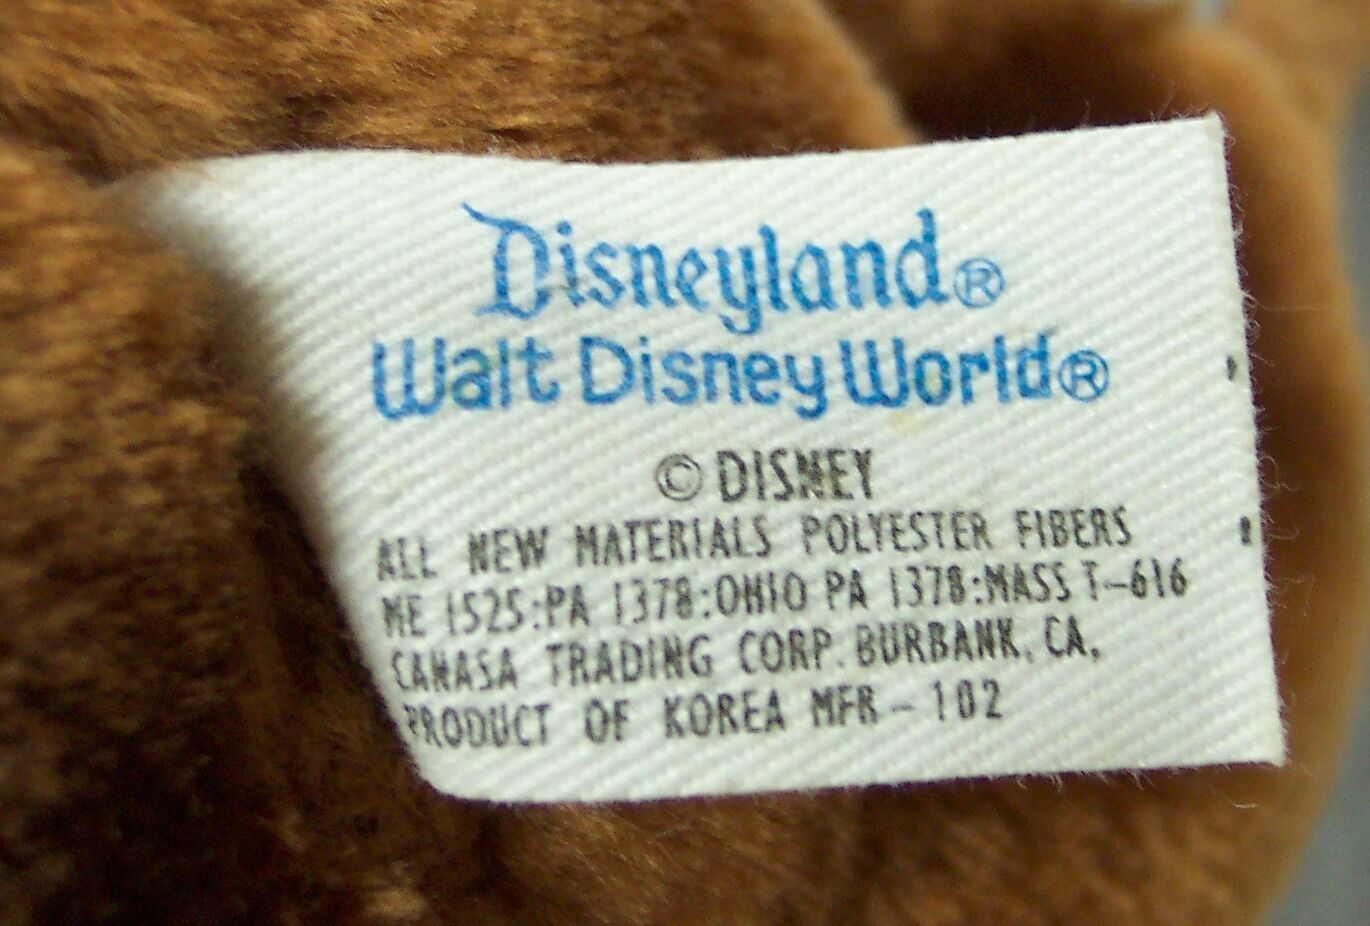 Disneyland®
Walt Disney World®
© DISNEY
ALL NEW MATERIALS POLYESTER FIBERS
ME 1525:PA 1378:OHIO PA 1378:MASS T-616
CANASA TRADING CORP. BURBANK, CA,
PRODUCT OF KOREA MFR-102